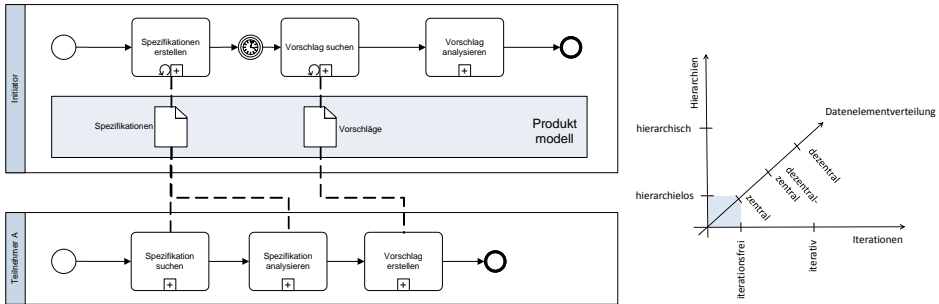 Initiator
Spezifikationen
erstellen
Vorschlag suchen
Vorschlag
analysieren
Spezifikationen
Vorschläge
Produkt
modell
Teilnehmer A
Spezifikation
suchen
Spezifikation
analysieren
Vorschlag
erstellen
Hierarchien
Datenelementverteilung
hierarchisch
dezentral
dezentral-
zentral
hierarchielos
zentral
Iterationen
iterationsfrei
iterativ